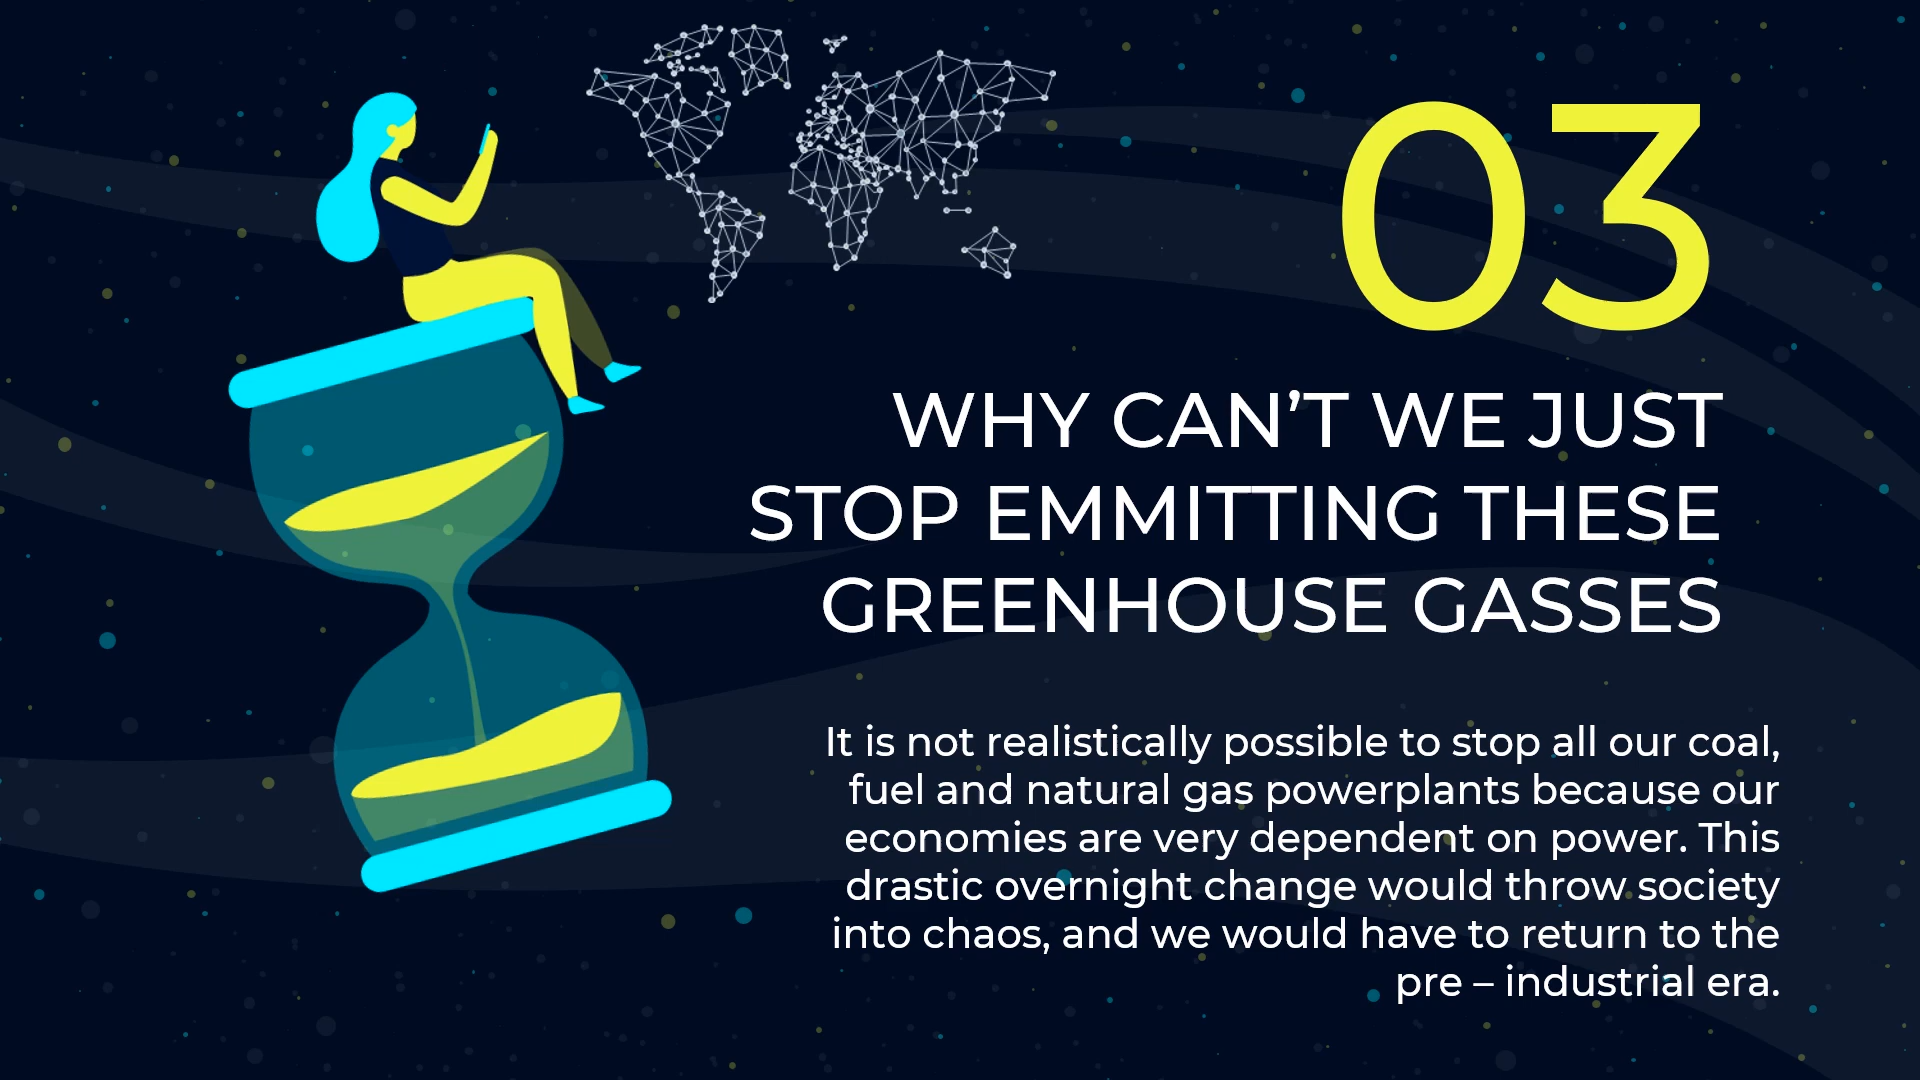 03
WHY CAN’T WE JUST
STOP EMMITTING THESE
GREENHOUSE GASSES
It is not realistically possible to stop all our coal,
fuel and natural gas powerplants because our
economies are very dependent on power. This
drastic overnight change would throw society
into chaos, and we would have to return to the
pre – industrial era.